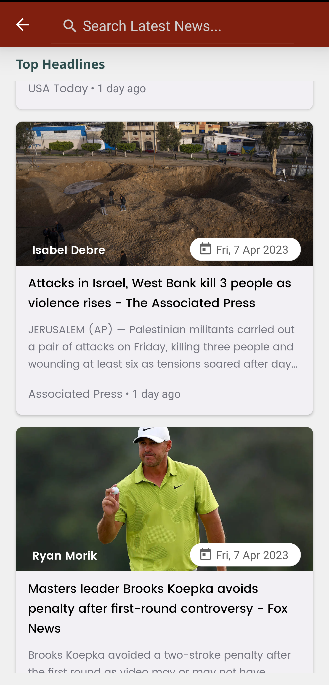 Search Latest News...
Top Headlines
USA Today • 1 day ago
Isabel Debre
Fri, 7 Apr 2023
Attacks in Israel, West Bank kill 3 people as
violence rises - The Associated Press
JERUSALEM (AP) — Palestinian militants carried out
a pair of attacks on Friday, killing three people and
wounding at least six as tensions soared after day...
Associated Press • 1 day ago
Ryan Morik
Fri, 7 Apr 2023
Masters leader Brooks Koepka avoids
penalty after first-round controversy - Fox
News
Brooks Koepka avoided a two-stroke penalty after
the first round as video may or may not have